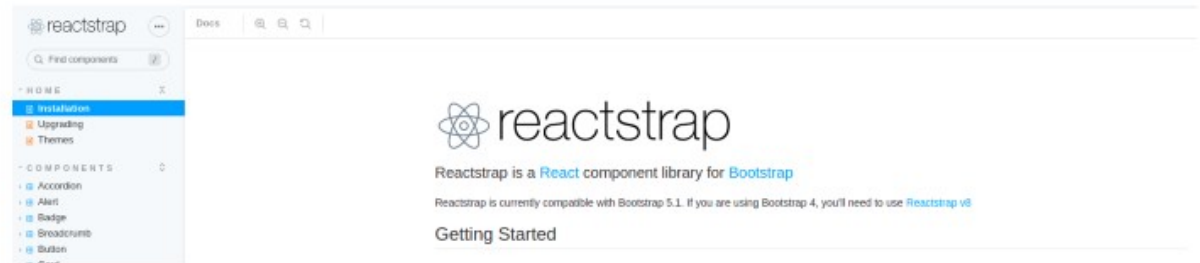 reactstrap
Docs
Find components
/
HOME
Installation
Upgrading
Themes
COMPONENTS
Accordion
Alert
Badge
Breadcrumb
Button
reactstrap
Reactstrap is a React component library for Bootstrap
Reactstrap is currently compatible with Bootstrap 5.1. If you are using Bootstrap 4, you'll need to use Reactstrap v8
Getting Started